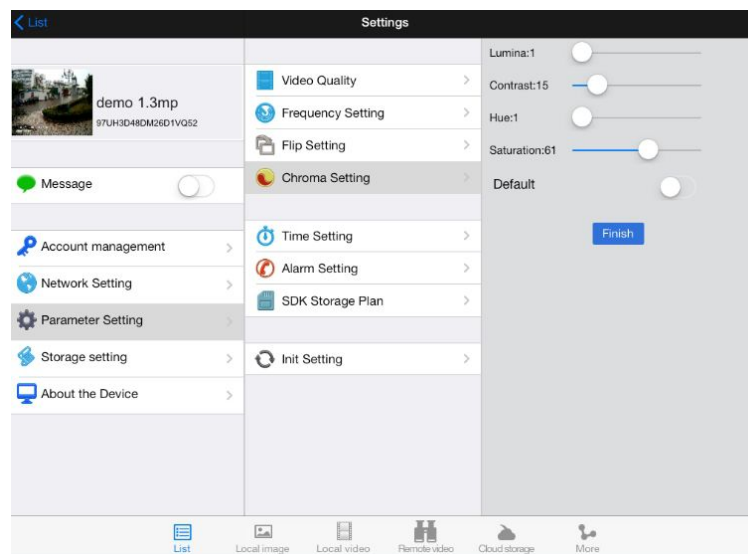 List
Settings
demo 1.3mp
97UH3D48DM26D1VQ52
Message
Account management
Network Setting
Parameter Setting
Storage setting
About the Device
Video Quality
Frequency Setting
Flip Setting
Chroma Setting
Time Setting
Alarm Setting
SDK Storage Plan
Init Setting
Lumina:1
Contrast:15
Hue:1
Saturation:61
Default
Finish
List
Local image
Local video
Remote video
Cloud storage
More